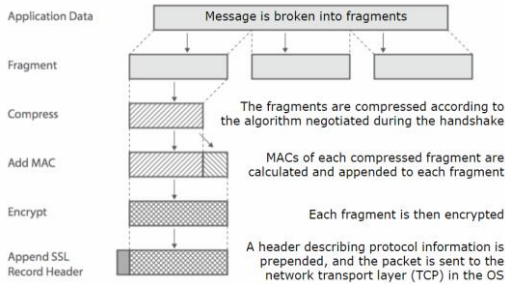 Application Data
Message is broken into fragments
Fragment
Compress
The fragments are compressed according to
the algorithm negotiated during the handshake
Add MAC
MACs of each compressed fragment are
calculated and appended to each fragment
Encrypt
Each fragment is then encrypted
Append SSL
Record Header
A header describing protocol information is
prepended, and the packet is sent to the
network transport layer (TCP) in the OS